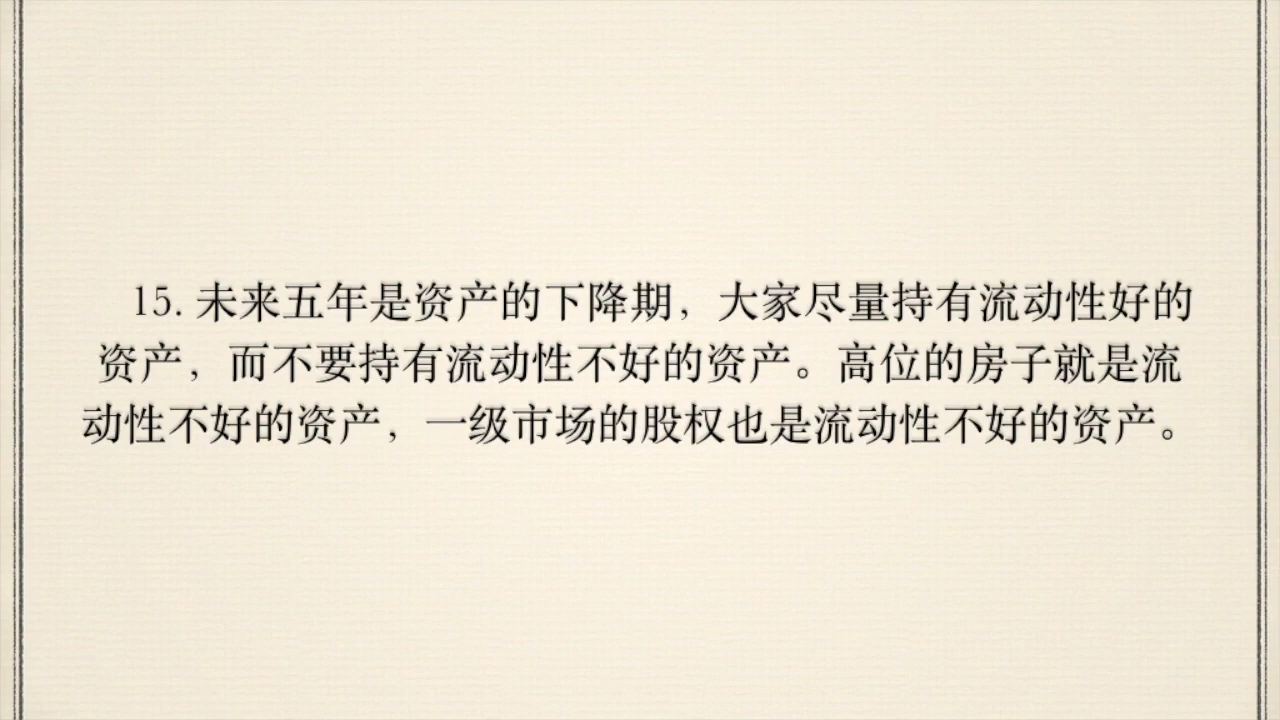 15. 未来五年是资产的下降期，大家尽量持有流动性好的
资产，而不要持有流动性不好的资产。高位的房子就是流
动性不好的资产，一级市场的股权也是流动性不好的资产。